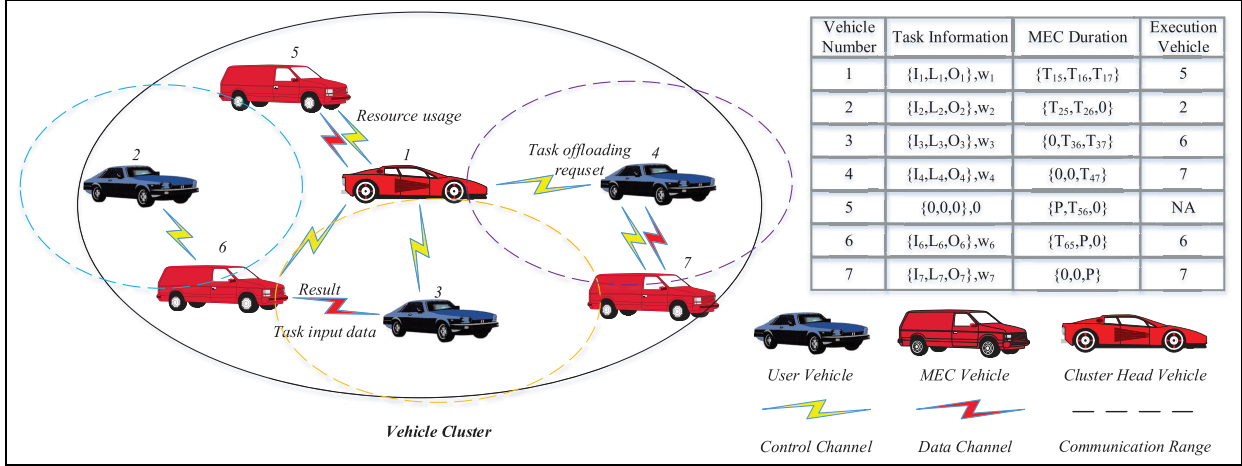 5
Resource usage
2
1
Task offloading
requset
4
6
7
Result
3
Task input data
Vehicle Cluster
Vehicle Number | Task Information | MEC Duration | Execution Vehicle
1 | {I₁,L₁,O₁},w₁ | {T₁₅,T₁₆,T₁₇} | 5
2 | {I₂,L₂,O₂},w₂ | {T₂₅,T₂₆,0} | 2
3 | {I₃,L₃,O₃},w₃ | {0,T₃₆,T₃₇} | 6
4 | {I₄,L₄,O₄},w₄ | {0,0,T₄₇} | 7
5 | {0,0,0},0 | {P,T₅₆,0} | NA
6 | {I₆,L₆,O₆},w₆ | {T₆₅,P,0} | 6
7 | {I₇,L₇,O₇},w₇ | {0,0,P} | 7
User Vehicle
MEC Vehicle
Cluster Head Vehicle
Control Channel
Data Channel
Communication Range